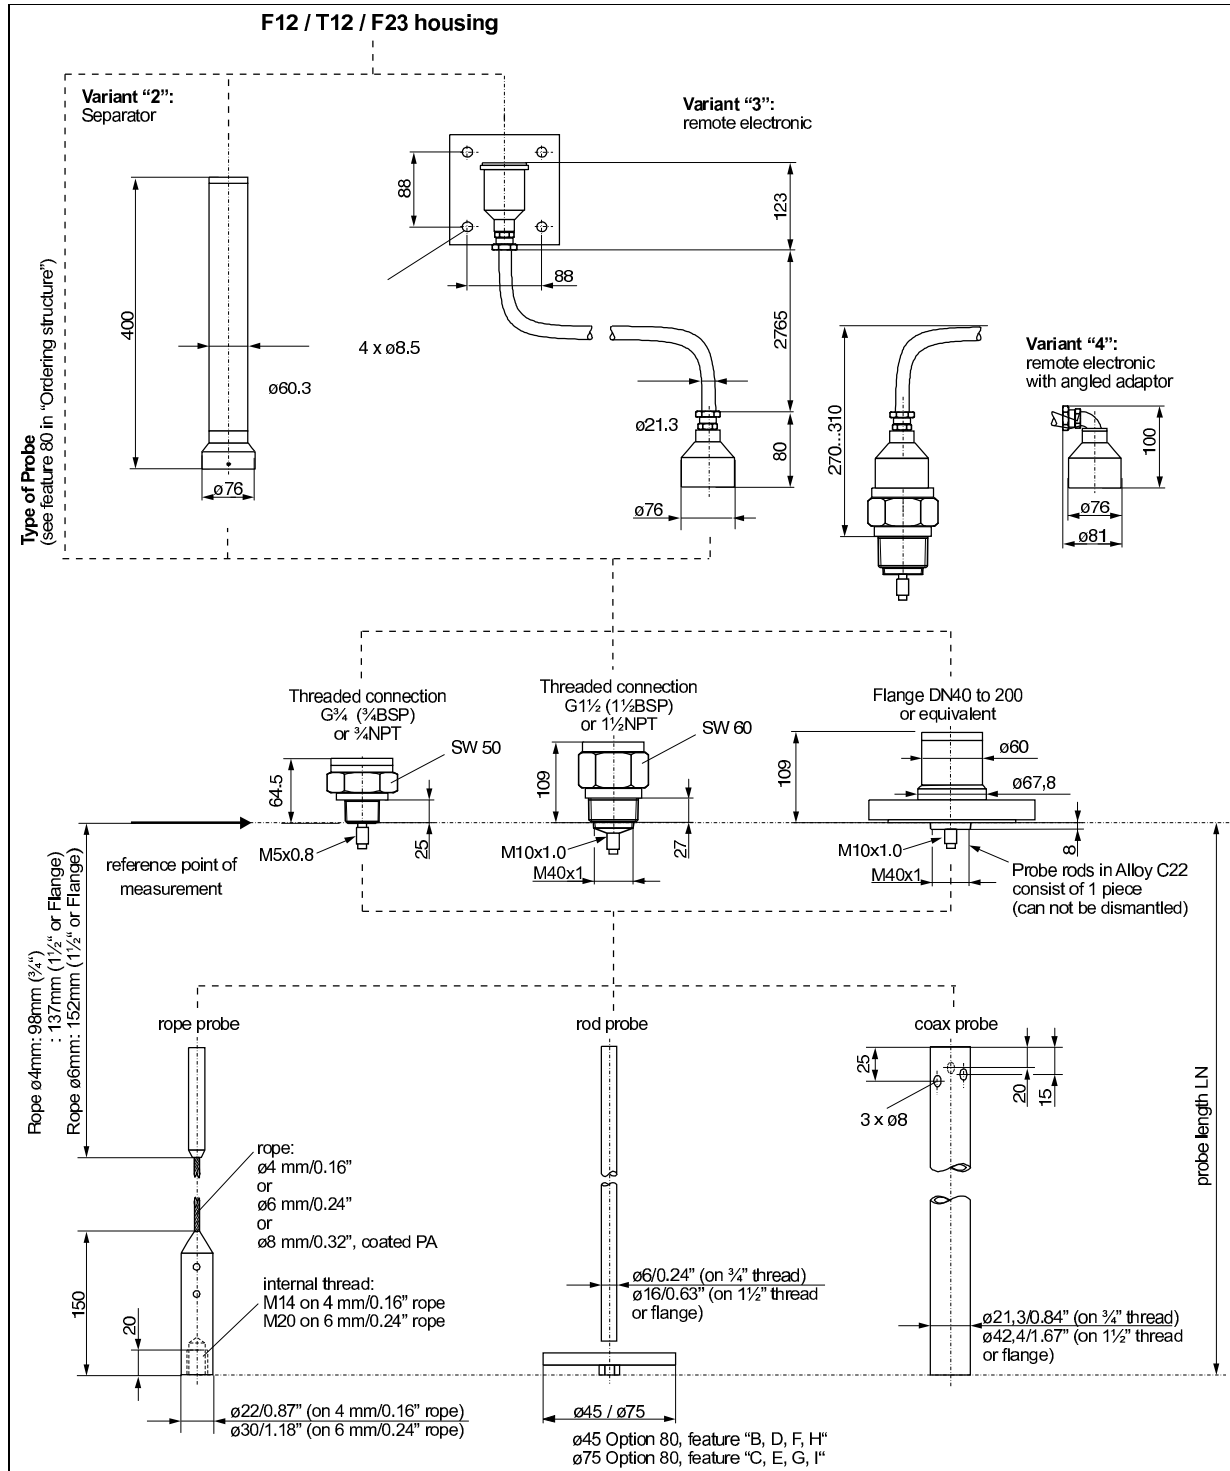 F12 / T12 / F23 housing
Variant “2”:
Separator
Variant “3”:
remote electronic
88
123
400
ø60.3
ø76
88
4 x ø8.5
2765
ø21.3
80
ø76
270...310
Variant “4”:
remote electronic
with angled adaptor
100
ø76
ø81
Type of Probe
(see feature 80 in “Ordering structure”)
Threaded connection
G¾ (¾BSP)
or ¾NPT
SW 50
64.5
M5x0.8
25
Threaded connection
G1½ (1½BSP)
or 1½NPT
SW 60
109
M10x1.0
M40x1
27
Flange DN40 to 200
or equivalent
ø60
109
ø67,8
M10x1.0
M40x1
8
Probe rods in Alloy C22
consist of 1 piece
(can not be dismantled)
reference point of
measurement
Rope ø4mm: 98mm (¾“)
: 137mm (1½“ or Flange)
Rope ø6mm: 152mm (1½“ or Flange)
rope probe
rope:
ø4 mm/0.16”
or
ø6 mm/0.24”
or
ø8 mm/0.32”, coated PA
internal thread:
M14 on 4 mm/0.16” rope
M20 on 6 mm/0.24” rope
150
20
ø22/0.87” (on 4 mm/0.16” rope)
ø30/1.18” (on 6 mm/0.24” rope)
rod probe
ø6/0.24” (on ¾” thread)
ø16/0.63” (on 1½” thread
or flange)
ø45 / ø75
ø45 Option 80, feature “B, D, F, H“
ø75 Option 80, feature “C, E, G, I“
coax probe
25
3 x ø8
20
15
ø21,3/0.84” (on ¾” thread)
ø42,4/1.67” (on 1½” thread
or flange)
probe length LN